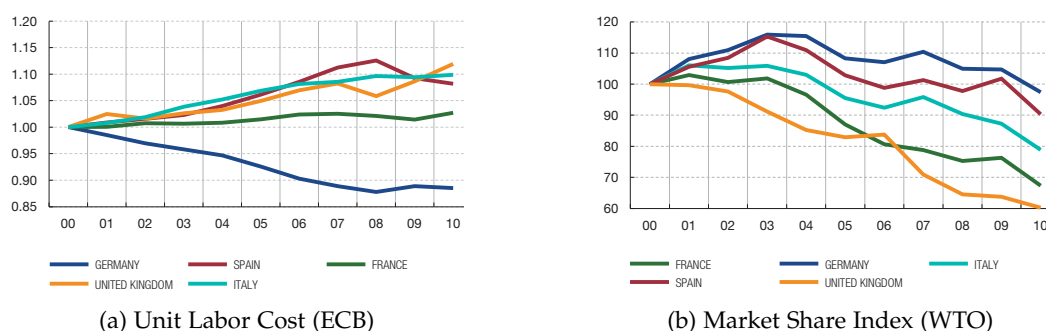 1.20
1.15
1.10
1.05
1.00
0.95
0.90
0.85
00 01 02 03 04 05 06 07 08 09 10
GERMANY SPAIN FRANCE
UNITED KINGDOM ITALY
(a) Unit Labor Cost (ECB)
120
110
100
90
80
70
60
00 01 02 03 04 05 06 07 08 09 10
FRANCE GERMANY ITALY
SPAIN UNITED KINGDOM
(b) Market Share Index (WTO)